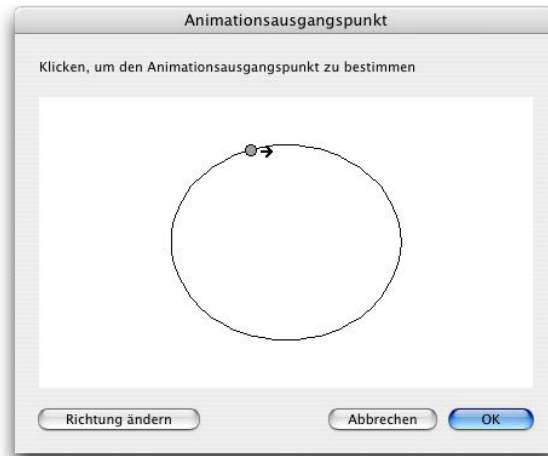 Animationsausgangspunkt
Klicken, um den Animationsausgangspunkt zu bestimmen
Richtung ändern
Abbrechen
OK